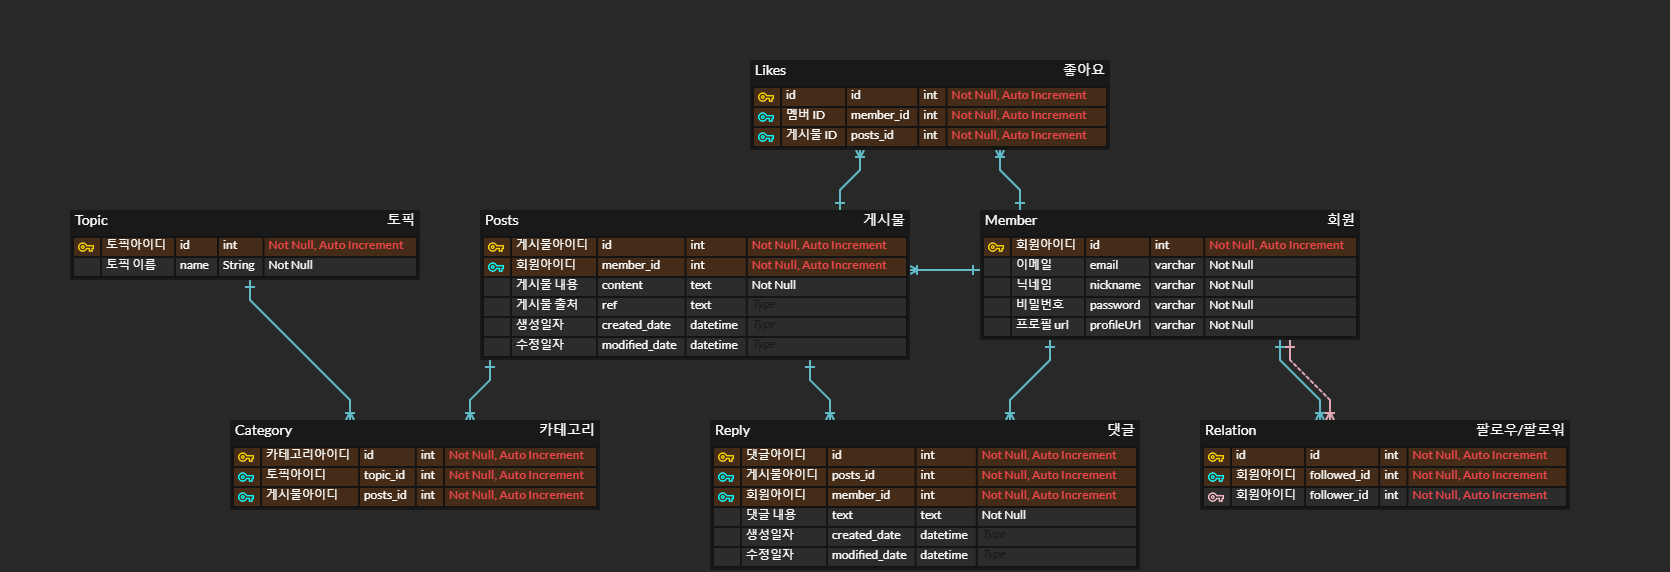 Likes 좋아요
id id int Not Null, Auto Increment
멤버 ID member_id int Not Null, Auto Increment
게시물 ID posts_id int Not Null, Auto Increment
Topic 토픽
토픽아이디 id int Not Null, Auto Increment
토픽 이름 name String Not Null
Posts 게시물
게시물아이디 id int Not Null, Auto Increment
회원아이디 member_id int Not Null, Auto Increment
게시물 내용 content text Not Null
게시물 출처 ref text Type
생성일자 created_date datetime Type
수정일자 modified_date datetime Type
Member 회원
회원아이디 id int Not Null, Auto Increment
이메일 email varchar Not Null
닉네임 nickname varchar Not Null
비밀번호 password varchar Not Null
프로필 url profileUrl varchar Not Null
Category 카테고리
카테고리아이디 id int Not Null, Auto Increment
토픽아이디 topic_id int Not Null, Auto Increment
게시물아이디 posts_id int Not Null, Auto Increment
Reply 댓글
댓글아이디 id int Not Null, Auto Increment
게시물아이디 posts_id int Not Null, Auto Increment
회원아이디 member_id int Not Null, Auto Increment
댓글 내용 text text Not Null
생성일자 created_date datetime Type
수정일자 modified_date datetime Type
Relation 팔로우/팔로워
id id int Not Null, Auto Increment
회원아이디 followed_id int Not Null, Auto Increment
회원아이디 follower_id int Not Null, Auto Increment